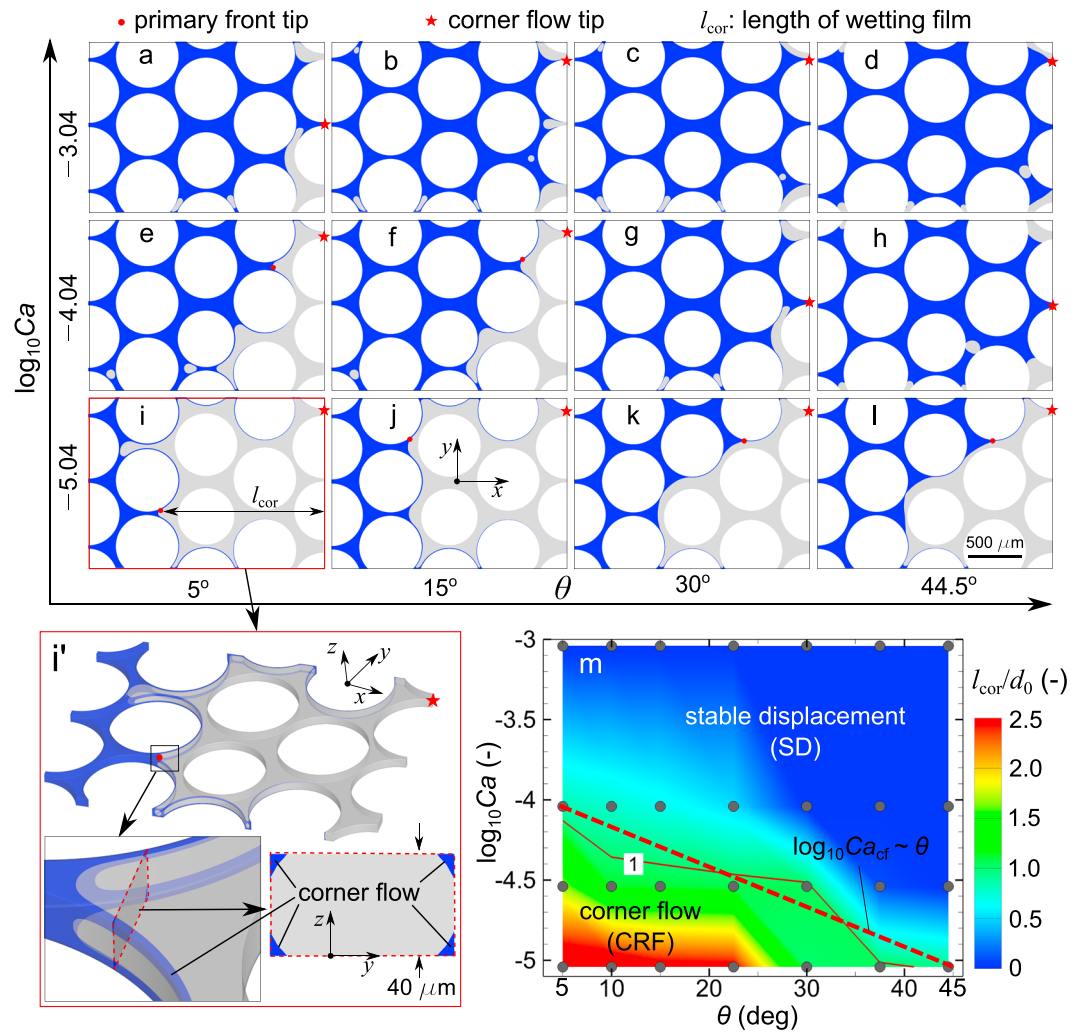 primary front tip
corner flow tip
l_cor: length of wetting film
a
b
c
d
−3.04
e
f
g
h
−4.04
log10Ca
i
j
k
l
−5.04
l_cor
y
x
500 μm
5°
15°
θ
30°
44.5°
i'
z
y
x
corner flow
z
y
40 μm
m
-3
-3.5
-4
-4.5
-5
log10Ca (-)
stable displacement
(SD)
log10Ca_cf ~ θ
1
corner flow
(CRF)
5
10
20
30
40
45
θ (deg)
l_cor/d_0 (-)
2.5
2.0
1.5
1.0
0.5
0